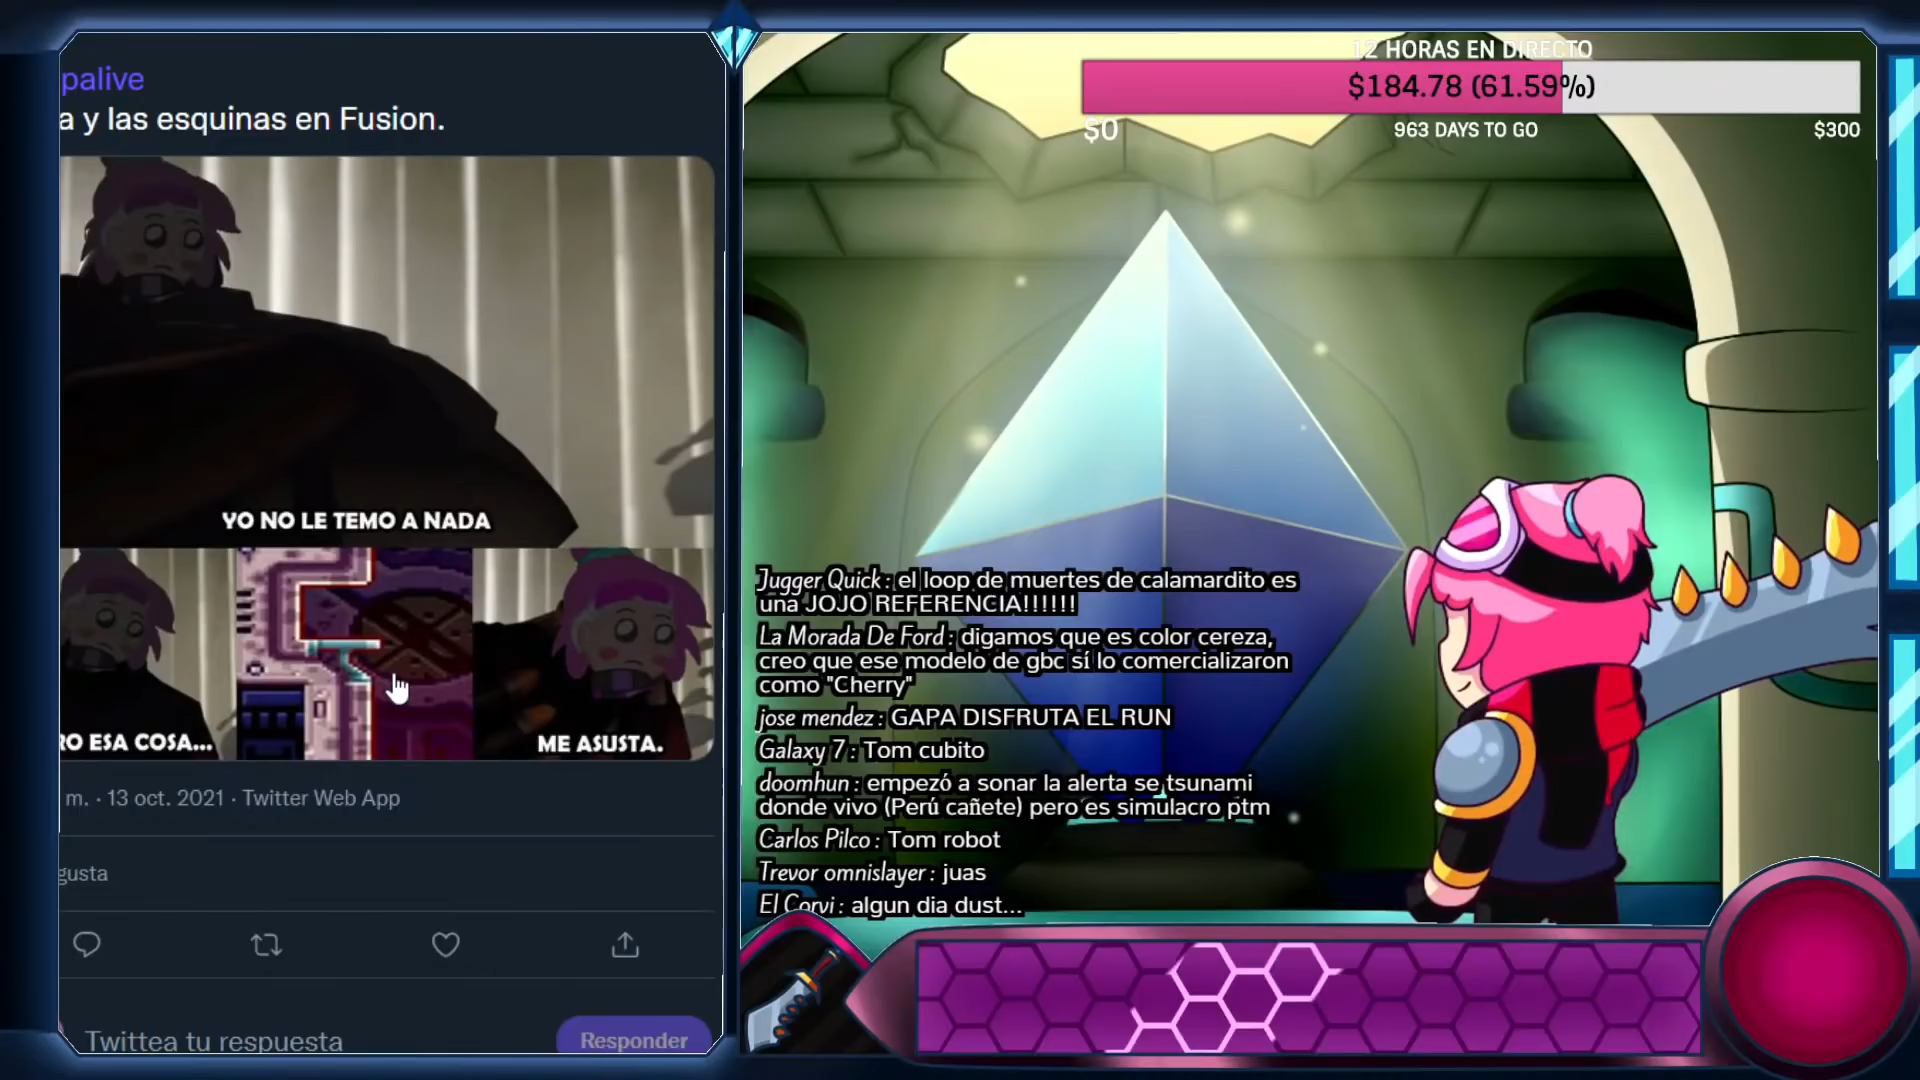 palive
a y las esquinas en Fusion.
YO NO LE TEMO A NADA
RO ESA COSA...
ME ASUSTA.
m. · 13 oct. 2021 · Twitter Web App
gusta
Twittea tu respuesta
Responder
12 HORAS EN DIRECTO
$184.78 (61.59%)
$0
963 DAYS TO GO
$300
Jugger Quick : el loop de muertes de calamardito es
una JOJO REFERENCIA!!!!!!
La Morada De Ford : digamos que es color cereza,
creo que ese modelo de gbc sí lo comercializaron
como "Cherry"
jose mendez : GAPA DISFRUTA EL RUN
Galaxy 7 : Tom cubito
doomhun : empezó a sonar la alerta se tsunami
donde vivo (Perú cañete) pero es simulacro ptm
Carlos Pilco : Tom robot
Trevor omnislayer : juas
El Corvi : algun dia dust...